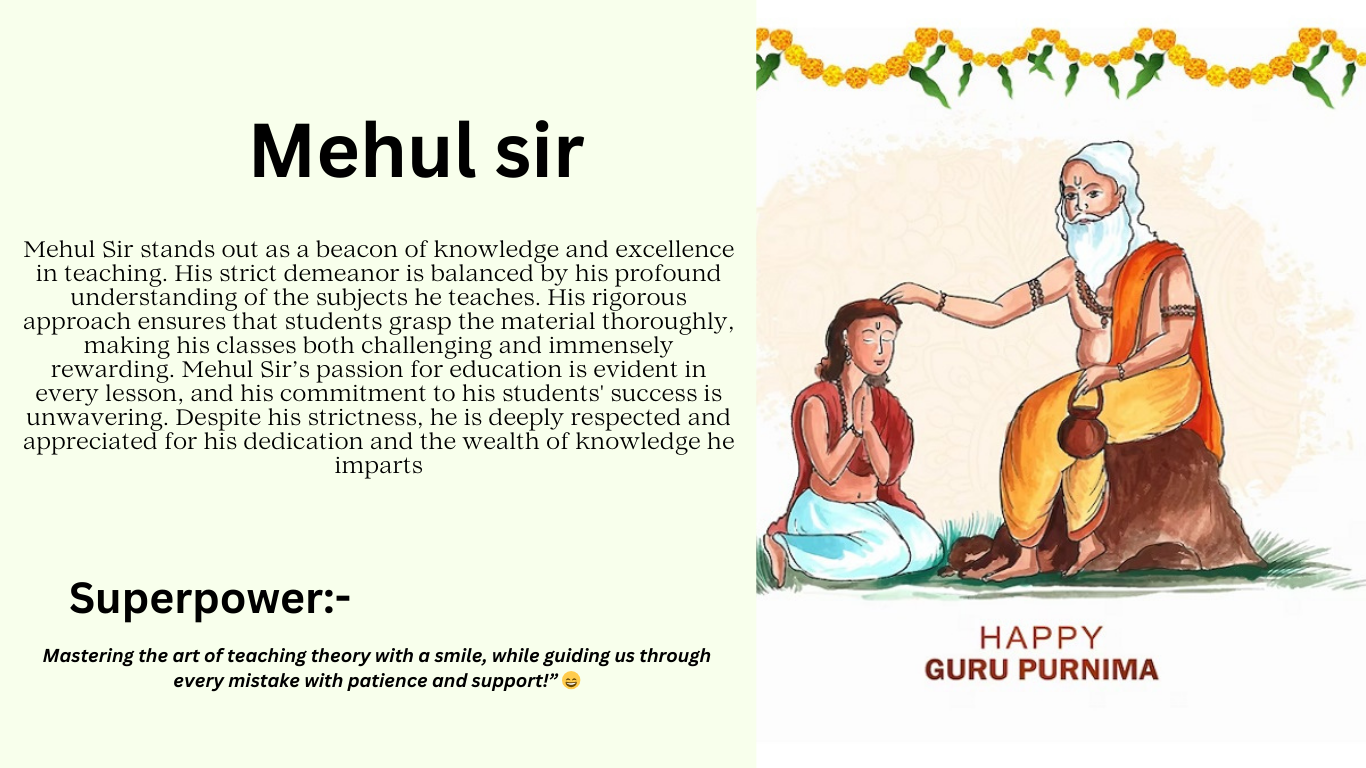 Mehul sir
Mehul Sir stands out as a beacon of knowledge and excellence
in teaching. His strict demeanor is balanced by his profound
understanding of the subjects he teaches. His rigorous
approach ensures that students grasp the material thoroughly,
making his classes both challenging and immensely
rewarding. Mehul Sir’s passion for education is evident in
every lesson, and his commitment to his students' success is
unwavering. Despite his strictness, he is deeply respected and
appreciated for his dedication and the wealth of knowledge he
imparts
Superpower:-
Mastering the art of teaching theory with a smile, while guiding us through
every mistake with patience and support!” 😄
HAPPY
GURU PURNIMA